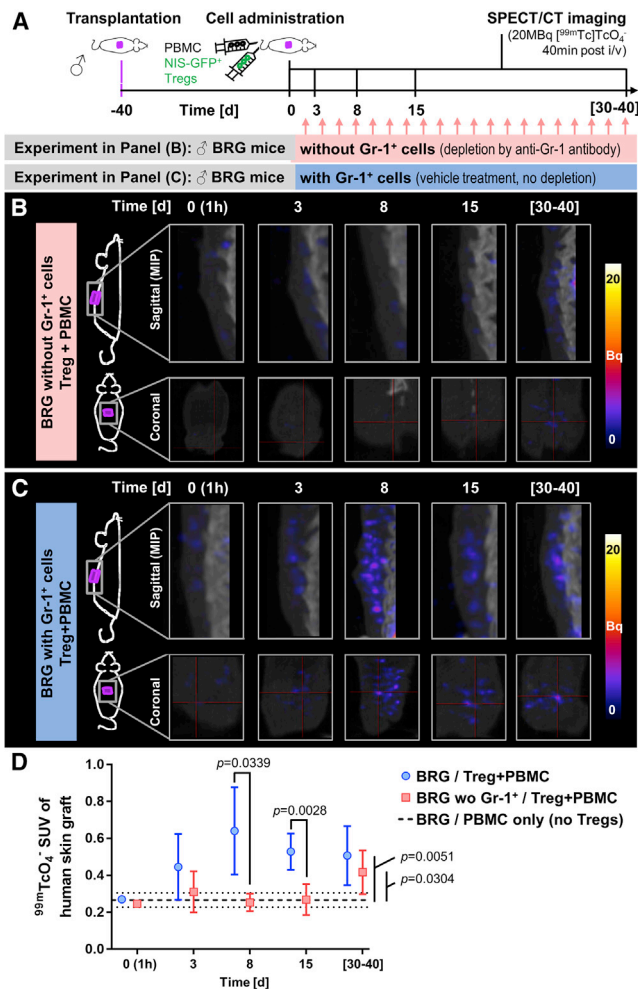 A
Transplantation
Cell administration
SPECT/CT imaging
(20MBq [⁹⁹ᵐTc]TcO₄⁻
40min post i/v)
♂
PBMC
NIS-GFP⁺
Tregs
-40
Time [d]
0
3
8
15
[30-40]
Experiment in Panel (B): ♂ BRG mice
without Gr-1⁺ cells (depletion by anti-Gr-1 antibody)
Experiment in Panel (C): ♂ BRG mice
with Gr-1⁺ cells (vehicle treatment, no depletion)
B
Time [d]
0 (1h)
3
8
15
[30-40]
BRG without Gr-1⁺ cells
Treg + PBMC
Sagittal (MIP)
Coronal
20
Bq
0
C
Time [d]
0 (1h)
3
8
15
[30-40]
BRG with Gr-1⁺ cells
Treg+PBMC
Sagittal (MIP)
Coronal
20
Bq
0
D
⁹⁹ᵐTcO₄⁻ SUV of
human skin graft
1.0
0.8
0.6
0.4
0.2
0.0
p=0.0339
p=0.0028
p=0.0051
p=0.0304
BRG / Treg+PBMC
BRG wo Gr-1⁺ / Treg+PBMC
BRG / PBMC only (no Tregs)
0 (1h)
3
8
15
[30-40]
Time [d]